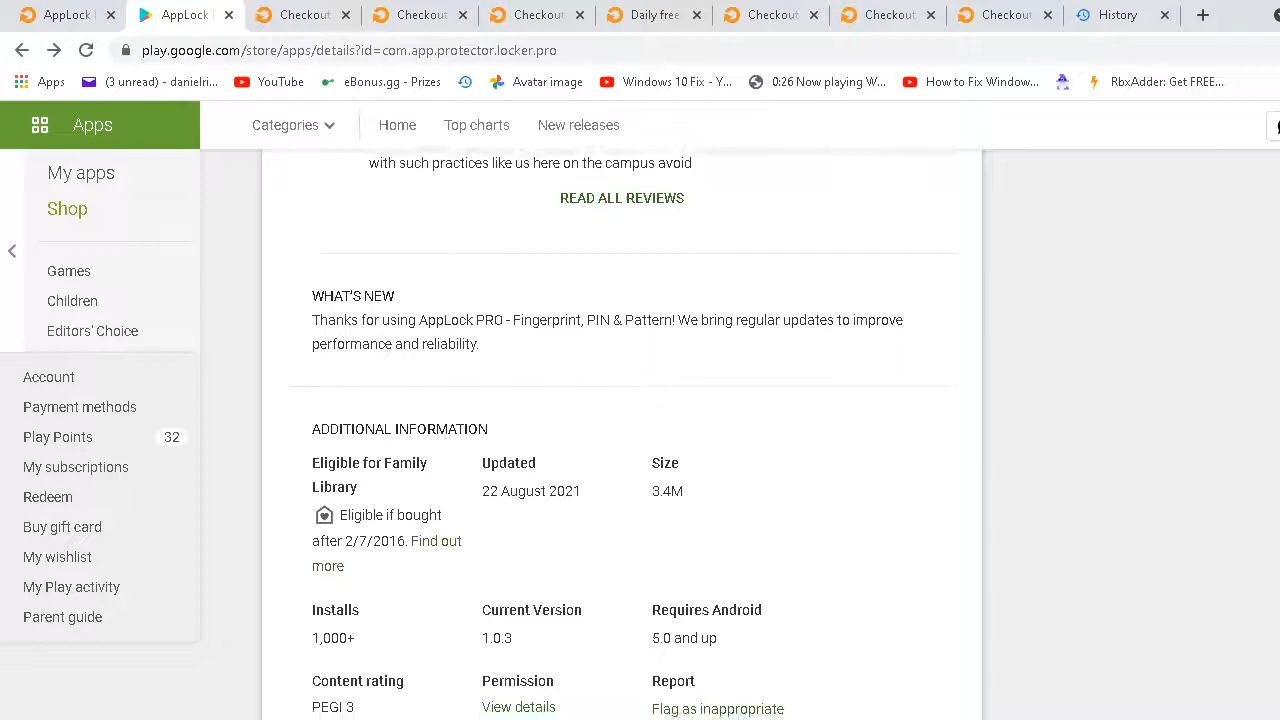 AppLock
AppLock
Checkout
Checkout
Checkout
Daily free
Checkout
Checkout
Checkout
History
play.google.com/store/apps/details?id=com.app.protector.locker.pro
Apps
(3 unread) - danielri...
YouTube
eBonus.gg - Prizes
Avatar image
Windows 10 Fix - Y...
0:26 Now playing W...
How to Fix Window...
RbxAdder: Get FREE...
Apps
Categories
Home
Top charts
New releases
My apps
Shop
Games
Children
Editors' Choice
Account
Payment methods
Play Points 32
My subscriptions
Redeem
Buy gift card
My wishlist
My Play activity
Parent guide
with such practices like us here on the campus avoid
READ ALL REVIEWS
WHAT'S NEW
Thanks for using AppLock PRO - Fingerprint, PIN & Pattern! We bring regular updates to improve
performance and reliability.
ADDITIONAL INFORMATION
Eligible for Family
Library
Eligible if bought
after 2/7/2016. Find out
more
Updated
22 August 2021
Size
3.4M
Installs
1,000+
Current Version
1.0.3
Requires Android
5.0 and up
Content rating
PEGI 3
Permission
View details
Report
Flag as inappropriate